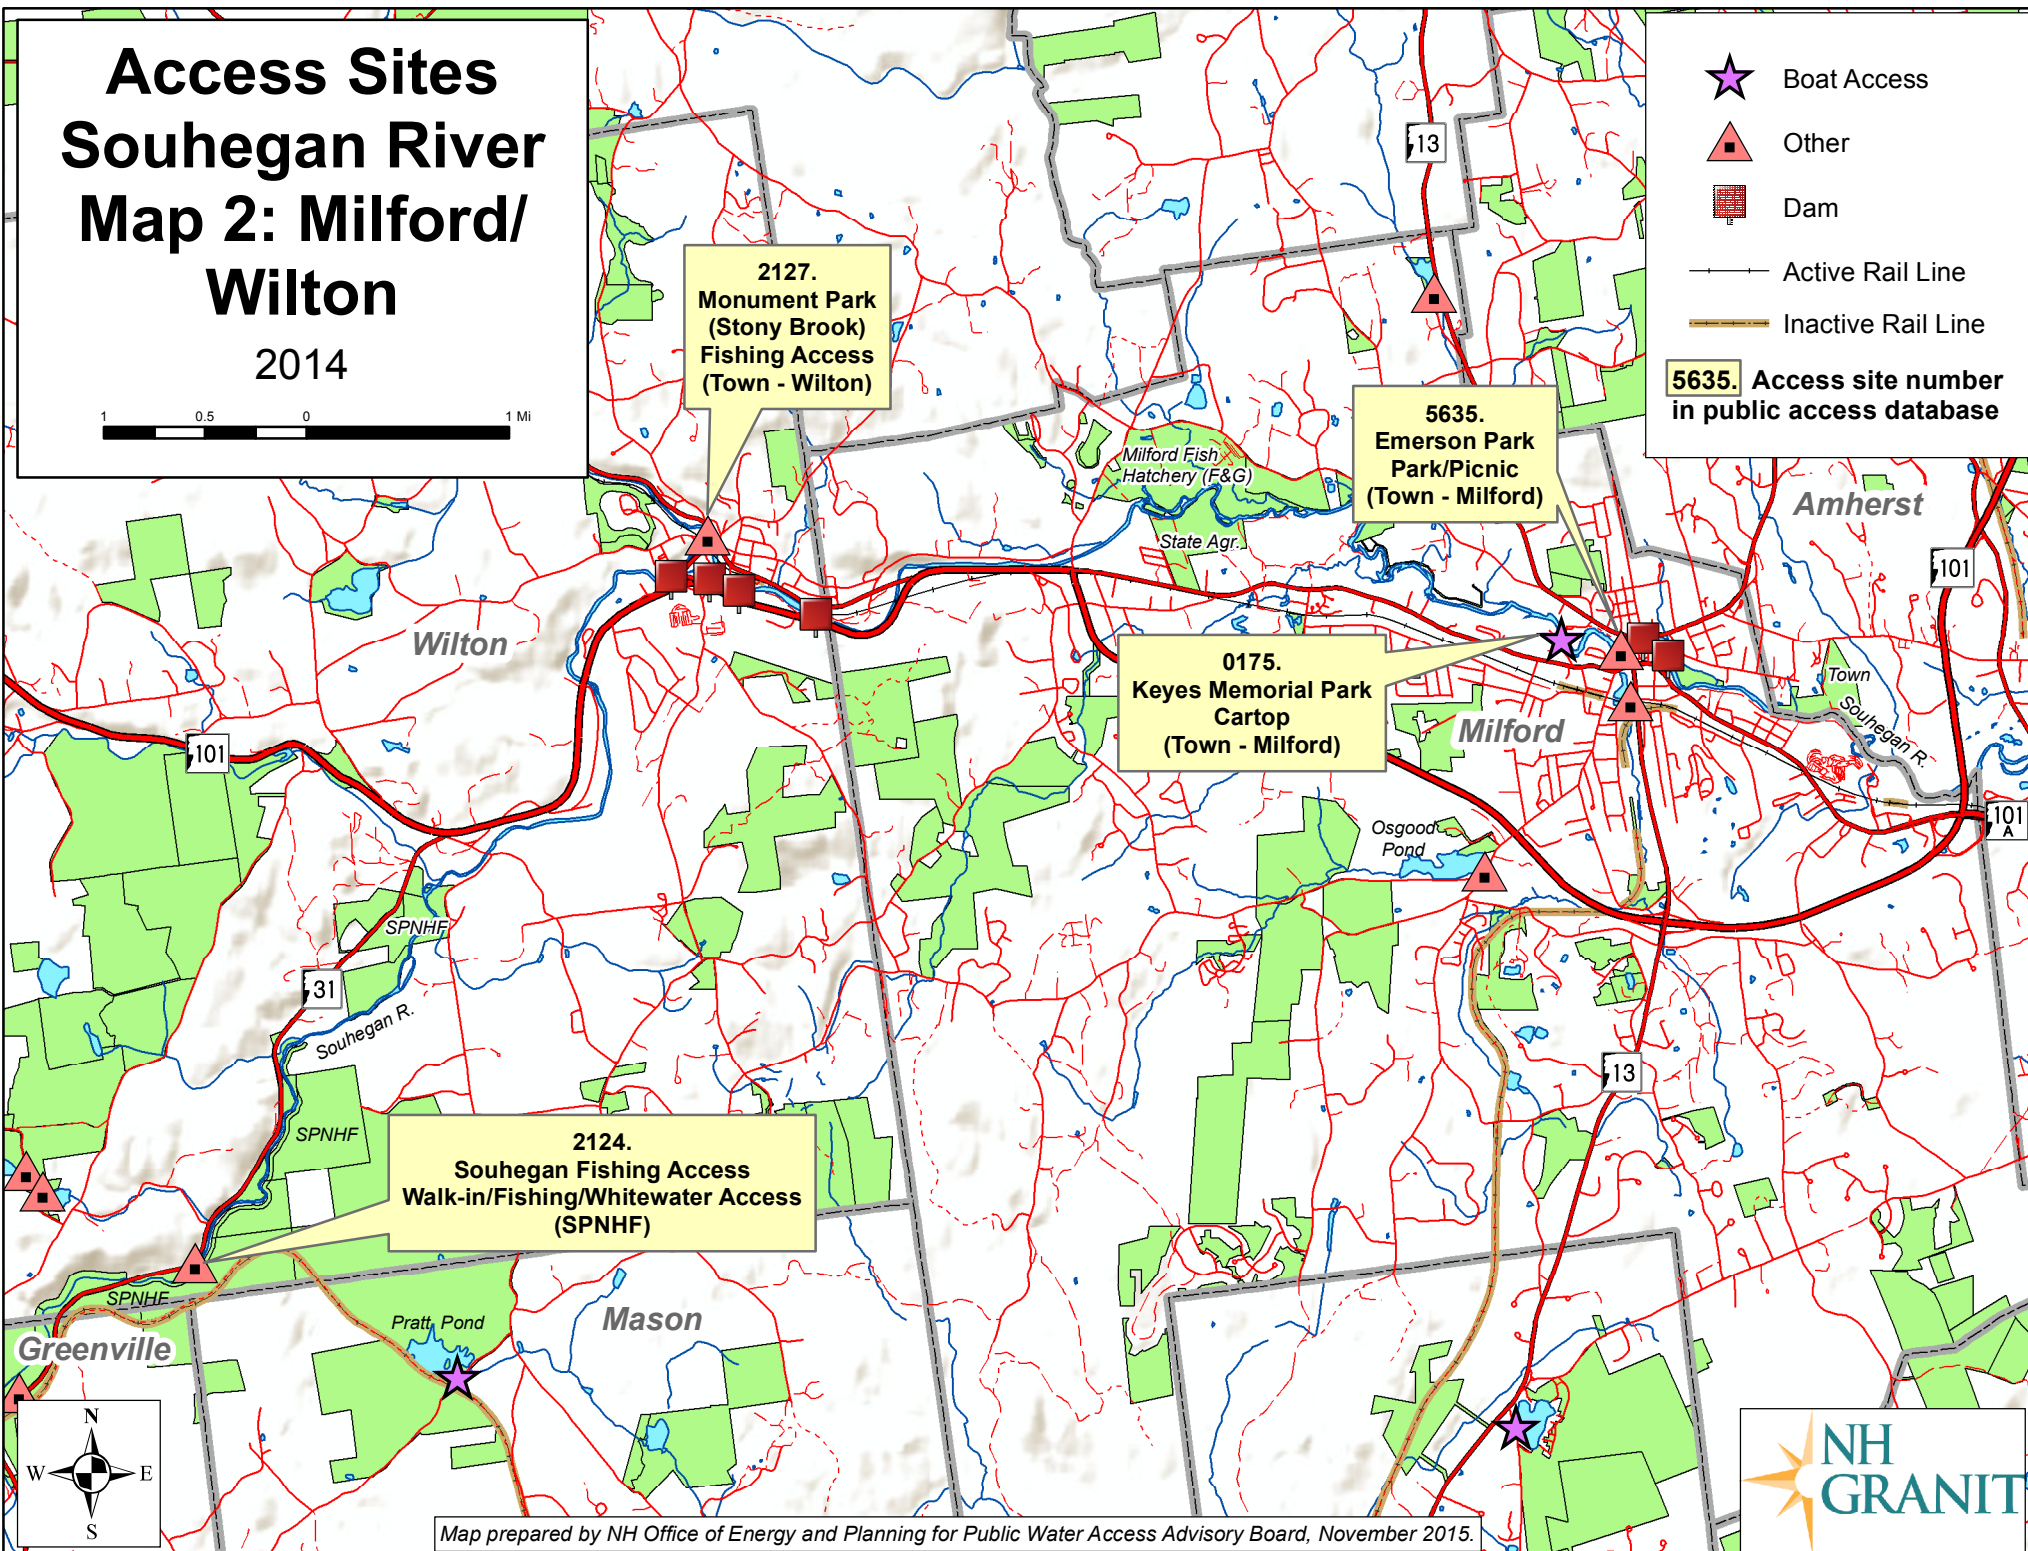 Access Sites
Souhegan River
Map 2: Milford/
Wilton
2014
1 0.5 0 1 Mi
Boat Access
Other
Dam
Active Rail Line
Inactive Rail Line
5635. Access site number
in public access database
13
2127.
Monument Park
(Stony Brook)
Fishing Access
(Town - Wilton)
5635.
Emerson Park
Park/Picnic
(Town - Milford)
Milford Fish
Hatchery (F&G)
State Agr.
Amherst
101
Wilton
0175.
Keyes Memorial Park
Cartop
(Town - Milford)
Milford
Town
Souhegan R.
101
101
A
Osgood
Pond
SPNHF
31
Souhegan R.
13
SPNHF
2124.
Souhegan Fishing Access
Walk-in/Fishing/Whitewater Access
(SPNHF)
SPNHF
Greenville
Pratt Pond
Mason
N
W E
S
NH
GRANIT
Map prepared by NH Office of Energy and Planning for Public Water Access Advisory Board, November 2015.